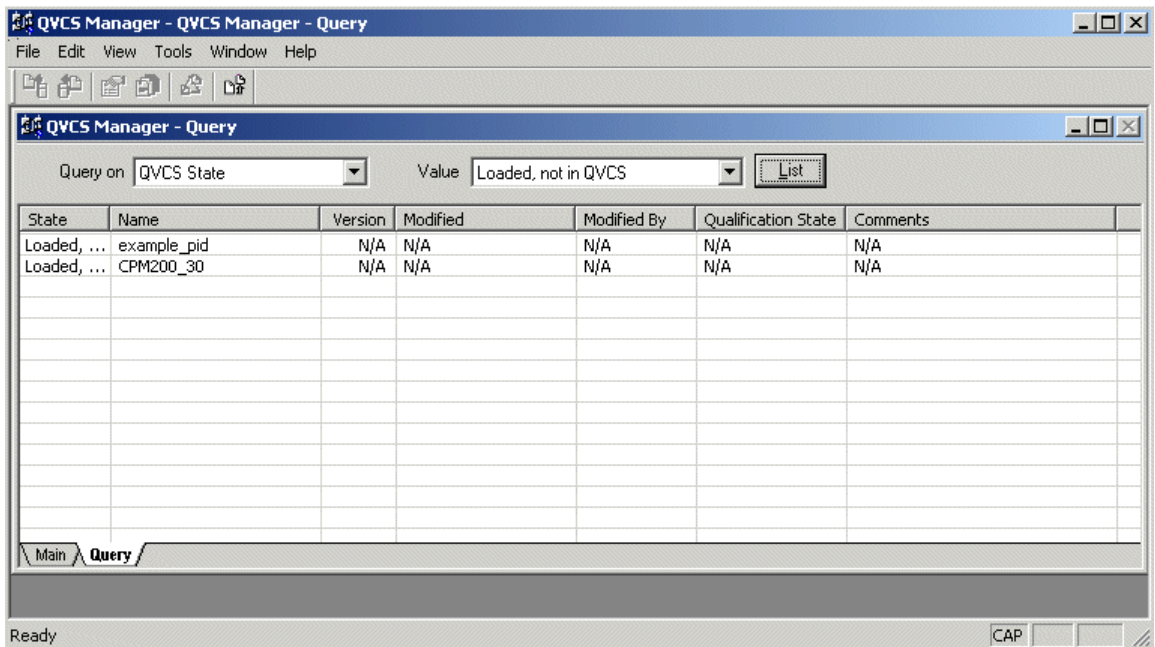 QVCS Manager - QVCS Manager - Query
File Edit View Tools Window Help
QVCS Manager - Query
Query on QVCS State Value Loaded, not in QVCS List
State Name Version Modified Modified By Qualification State Comments
Loaded, ... example_pid N/A N/A N/A N/A N/A
Loaded, ... CPM200_30 N/A N/A N/A N/A N/A
Main Query
Ready CAP